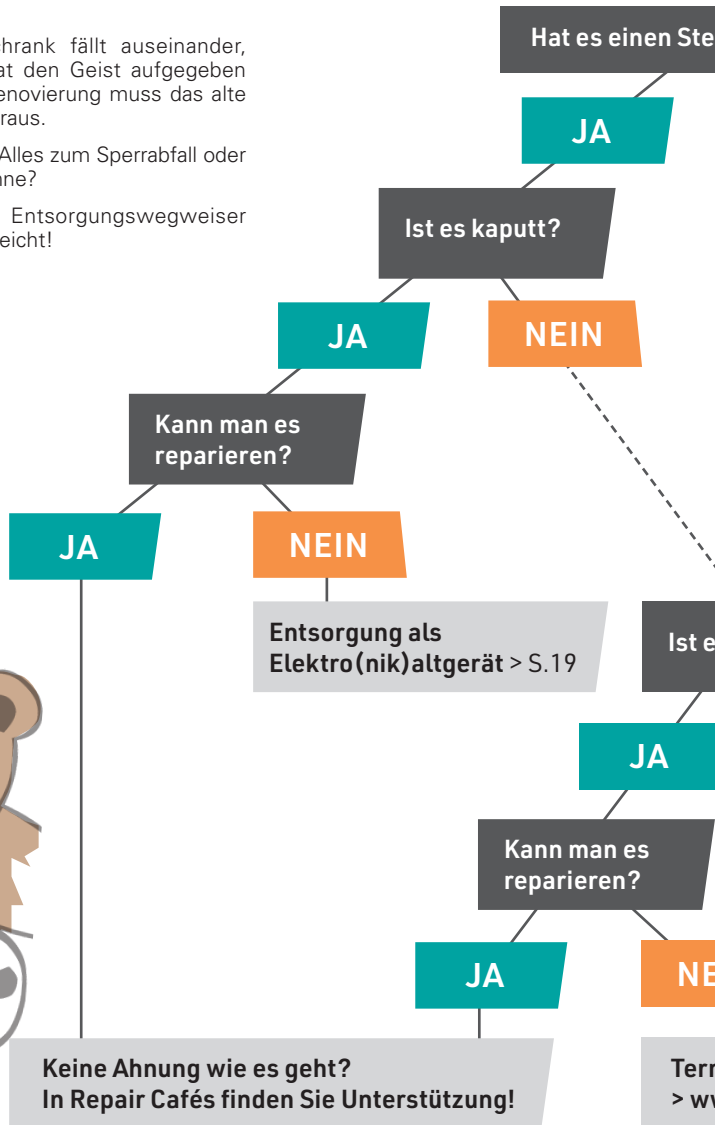 chrank fällt auseinander,
at den Geist aufgegeben
enovierung muss das alte
raus.
Alles zum Sperrabfall oder
nne?
Entsorgungswegweiser
eicht!
Hat es einen Ste
JA
Ist es kaputt?
JA
NEIN
Kann man es
reparieren?
JA
NEIN
Entsorgung als
Elektro(nik)altgerät > S.19
Ist e
JA
Kann man es
reparieren?
JA
NE
Keine Ahnung wie es geht?
In Repair Cafés finden Sie Unterstützung!
Tern
> ww